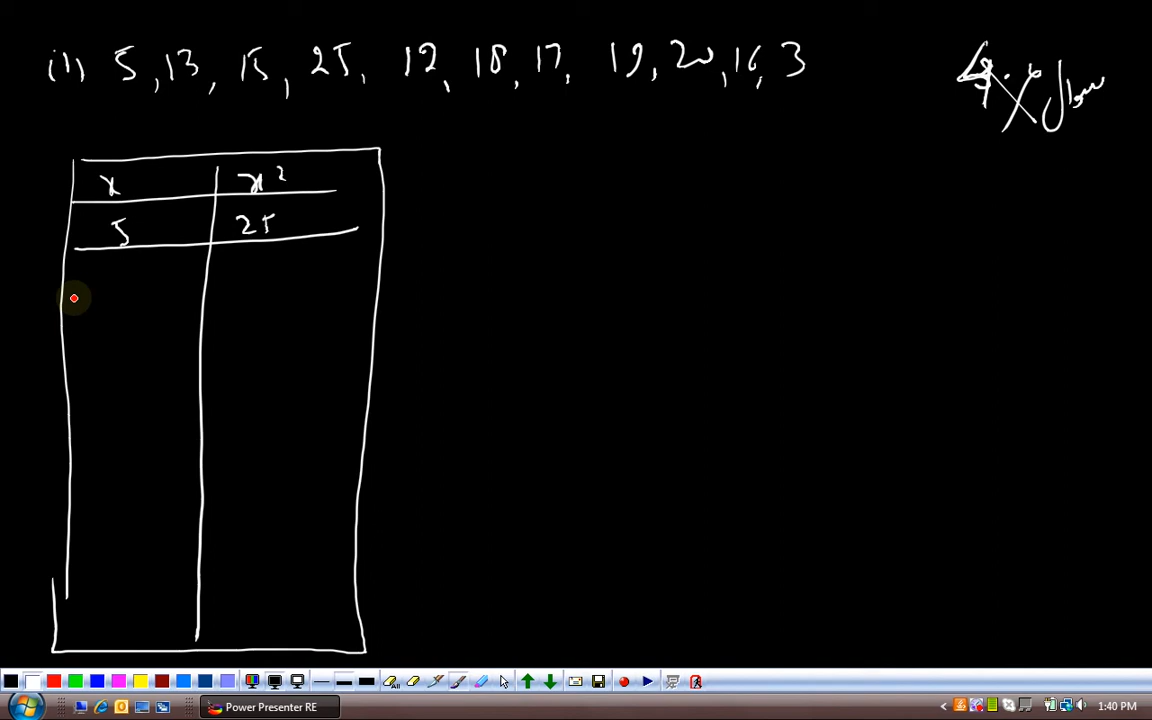 (i) 5, 13, 15, 25, 12, 18, 17, 19, 20, 16, 3
x x²
5 25
All
Power Presenter RE
1:40 PM